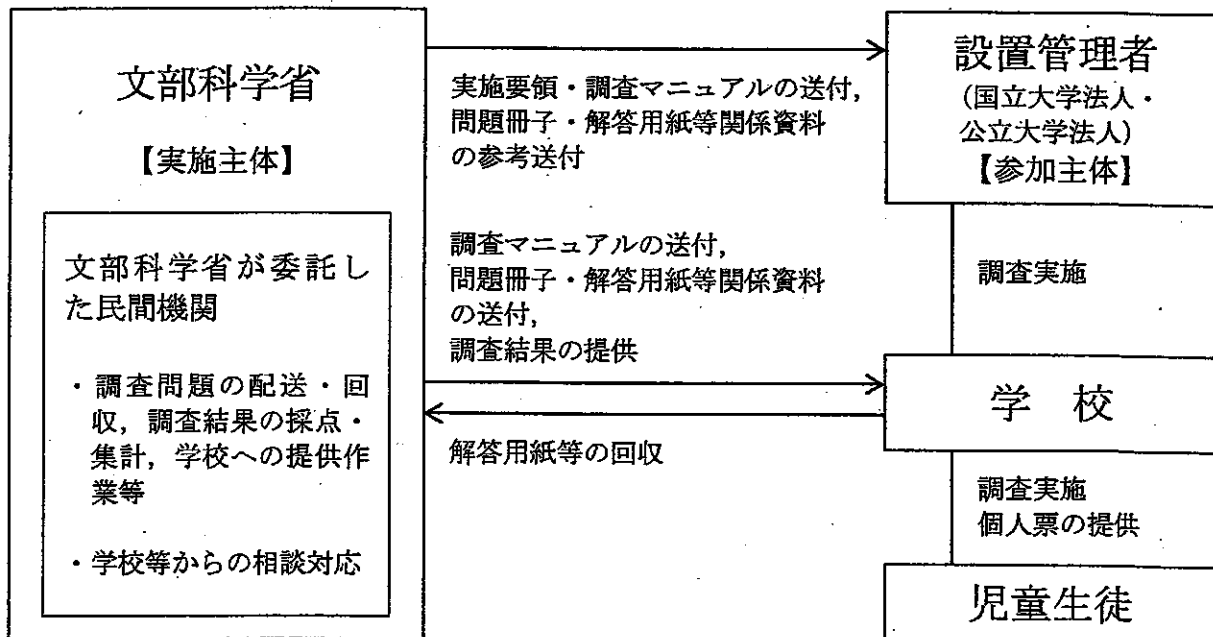 文部科学省
【実施主体】
文部科学省が委託し
た民間機関
・調査問題の配送・回
収，調査結果の採点・
集計，学校への提供作
業等
・学校等からの相談対応
実施要領・調査マニュアルの送付，
問題冊子・解答用紙等関係資料
の参考送付
調査マニュアルの送付，
問題冊子・解答用紙等関係資料
の送付，
調査結果の提供
解答用紙等の回収
設置管理者
（国立大学法人・
公立大学法人）
【参加主体】
調査実施
学　校
調査実施
個人票の提供
児童生徒